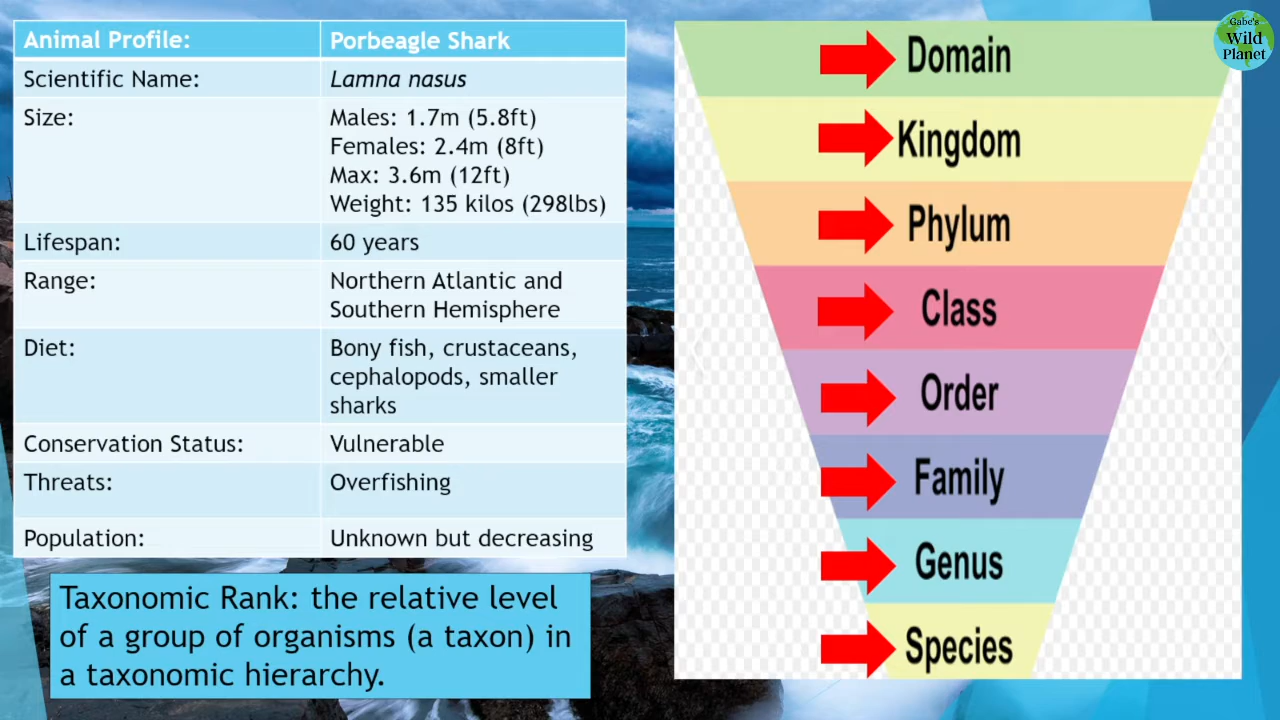 Animal Profile: Porbeagle Shark
Scientific Name: Lamna nasus
Size: Males: 1.7m (5.8ft)
Females: 2.4m (8ft)
Max: 3.6m (12ft)
Weight: 135 kilos (298lbs)
Lifespan: 60 years
Range: Northern Atlantic and
Southern Hemisphere
Diet: Bony fish, crustaceans,
cephalopods, smaller
sharks
Conservation Status: Vulnerable
Threats: Overfishing
Population: Unknown but decreasing
Taxonomic Rank: the relative level
of a group of organisms (a taxon) in
a taxonomic hierarchy.
Domain
Kingdom
Phylum
Class
Order
Family
Genus
Species
Gabe's
Wild
Planet